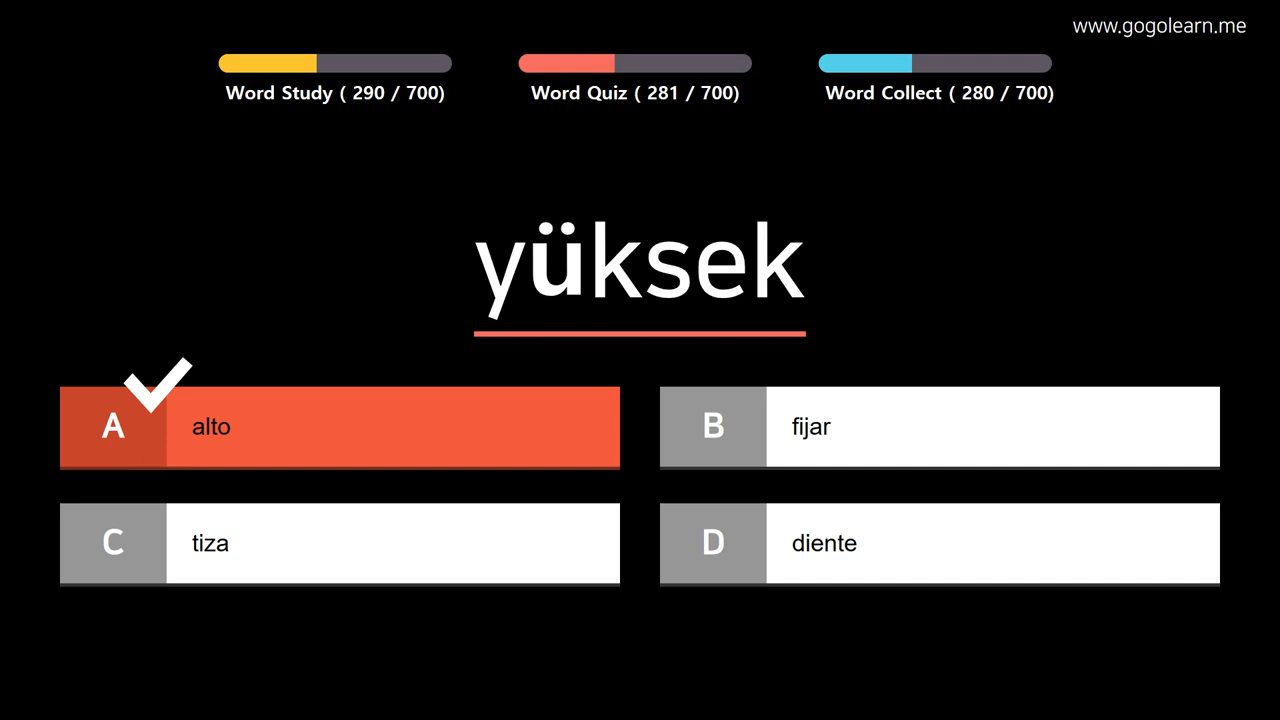 www.gogolearn.me
Word Study ( 290 / 700)
Word Quiz ( 281 / 700)
Word Collect ( 280 / 700)
yüksek
A alto
B fijar
C tiza
D diente